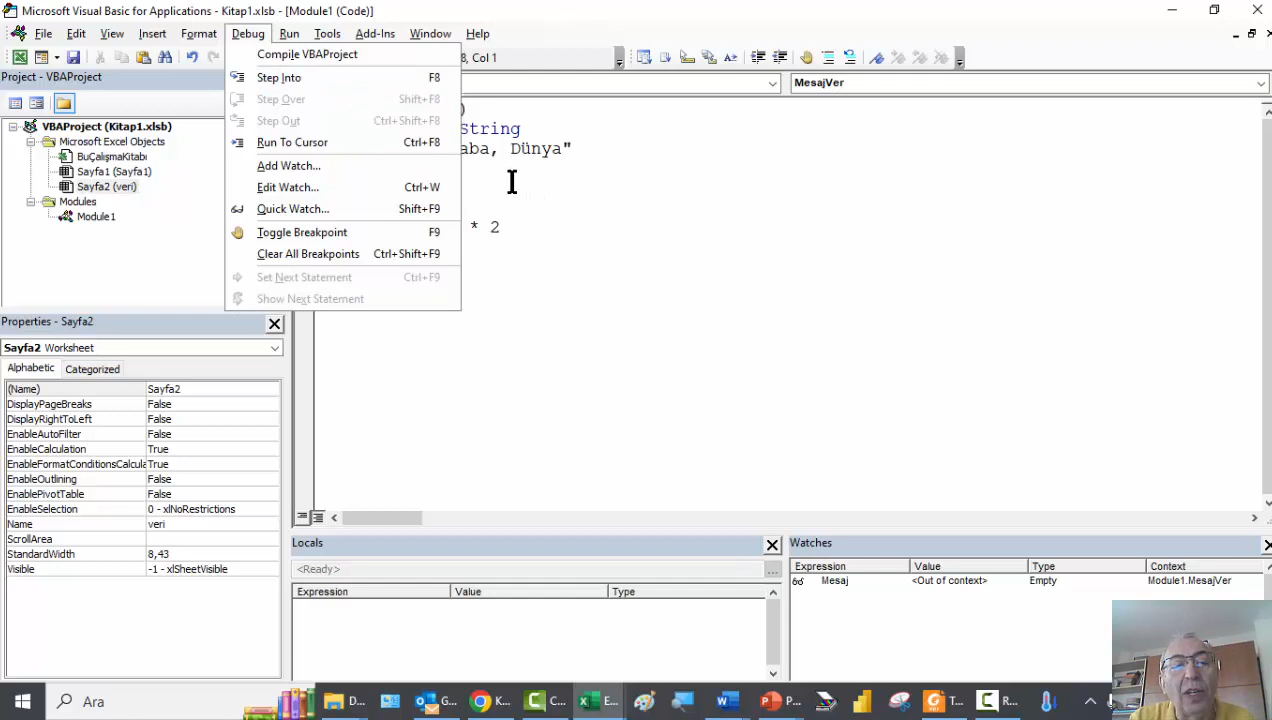 Microsoft Visual Basic for Applications - Kitap1.xlsb - [Module1 (Code)]
File Edit View Insert Format Debug Run Tools Add-Ins Window Help
8, Col 1
Project - VBAProject
MesajVer
VBAProject (Kitap1.xlsb)
Microsoft Excel Objects
BuÇalışmaKitabı
Sayfa1 (Sayfa1)
Sayfa2 (veri)
Modules
Module1
Compile VBAProject
Step Into F8
Step Over Shift+F8
Step Out Ctrl+Shift+F8
Run To Cursor Ctrl+F8
Add Watch...
Edit Watch... Ctrl+W
Quick Watch... Shift+F9
Toggle Breakpoint F9
Clear All Breakpoints Ctrl+Shift+F9
Set Next Statement Ctrl+F9
Show Next Statement
)
String
aba, Dünya"
* 2
Properties - Sayfa2
Sayfa2 Worksheet
Alphabetic Categorized
(Name) Sayfa2
DisplayPageBreaks False
DisplayRightToLeft False
EnableAutoFilter False
EnableCalculation True
EnableFormatConditionsCalcula True
EnableOutlining False
EnablePivotTable False
EnableSelection 0 - xlNoRestrictions
Name veri
ScrollArea
StandardWidth 8,43
Visible -1 - xlSheetVisible
Locals
<Ready>
Expression Value Type
Watches
Expression Value Type Context
Mesaj <Out of context> Empty Module1.MesajVer
Ara
D...
G...
K...
C...
E...
P...
T...
R...